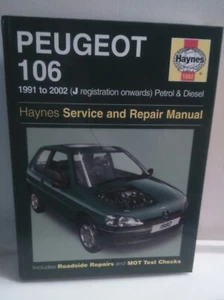 PEUGEOT
106
1991 to 2002 (J registration onwards) Petrol & Diesel
Haynes
1882
Haynes Service and Repair Manual
Includes Roadside Repairs and MOT Test Checks